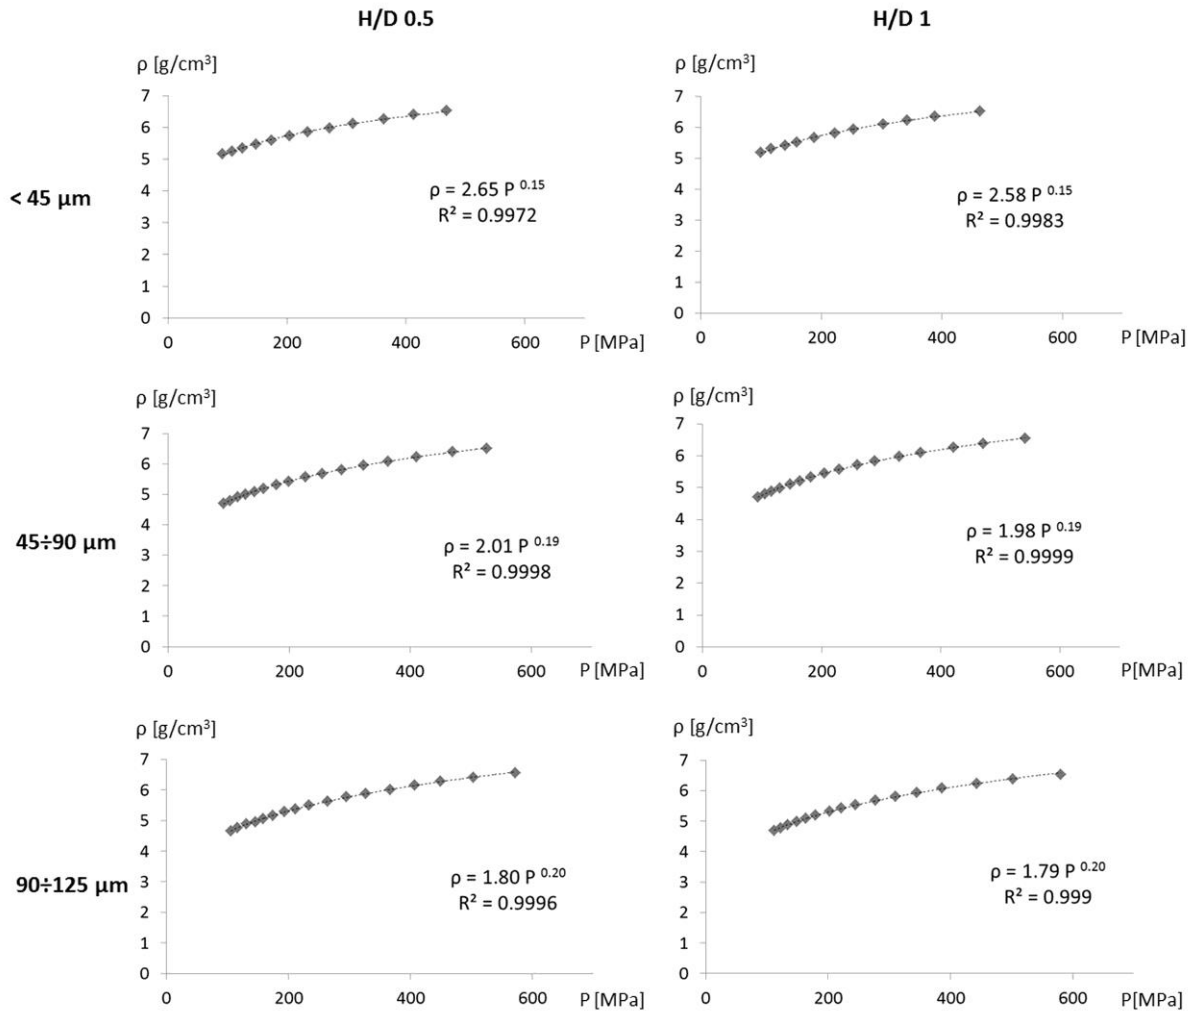 H/D 0.5
H/D 1
ρ [g/cm³]
7
6
5
4
3
2
1
0
0 200 400 600 P [MPa]
ρ = 2.65 P 0.15
R² = 0.9972
ρ [g/cm³]
7
6
5
4
3
2
1
0
0 200 400 600 P [MPa]
ρ = 2.58 P 0.15
R² = 0.9983
< 45 µm
ρ [g/cm³]
7
6
5
4
3
2
1
0
0 200 400 600 P [MPa]
ρ = 2.01 P 0.19
R² = 0.9998
ρ [g/cm³]
7
6
5
4
3
2
1
0
0 200 400 600 P [MPa]
ρ = 1.98 P 0.19
R² = 0.9999
45÷90 µm
ρ [g/cm³]
7
6
5
4
3
2
1
0
0 200 400 600 P [MPa]
ρ = 1.80 P 0.20
R² = 0.9996
ρ [g/cm³]
7
6
5
4
3
2
1
0
0 200 400 600 P [MPa]
ρ = 1.79 P 0.20
R² = 0.999
90÷125 µm